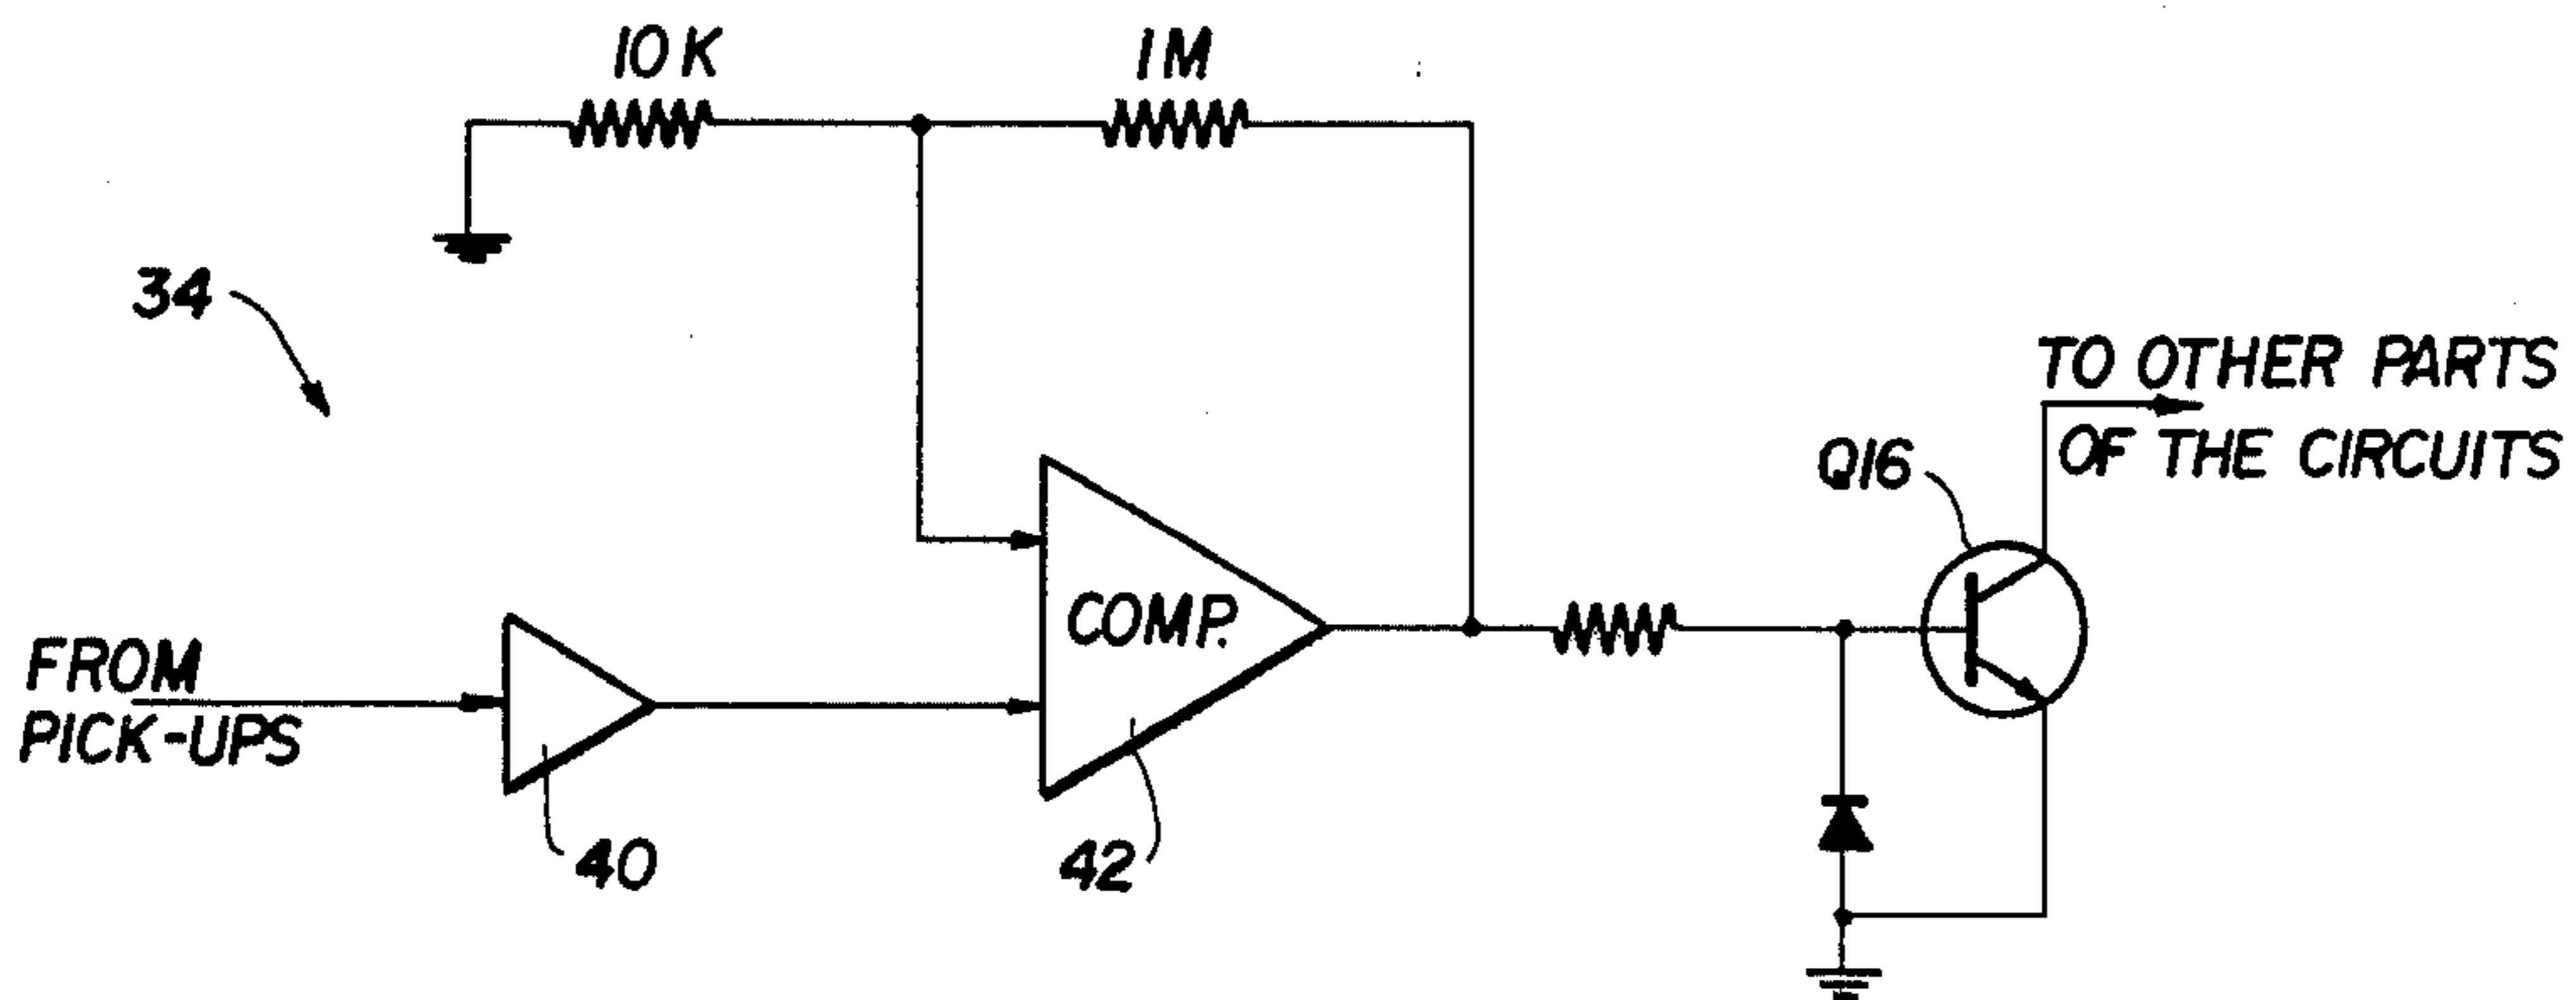 10K
1M
34
TO OTHER PARTS
OF THE CIRCUITS
Q16
COMP.
FROM
PICK-UPS
40
42